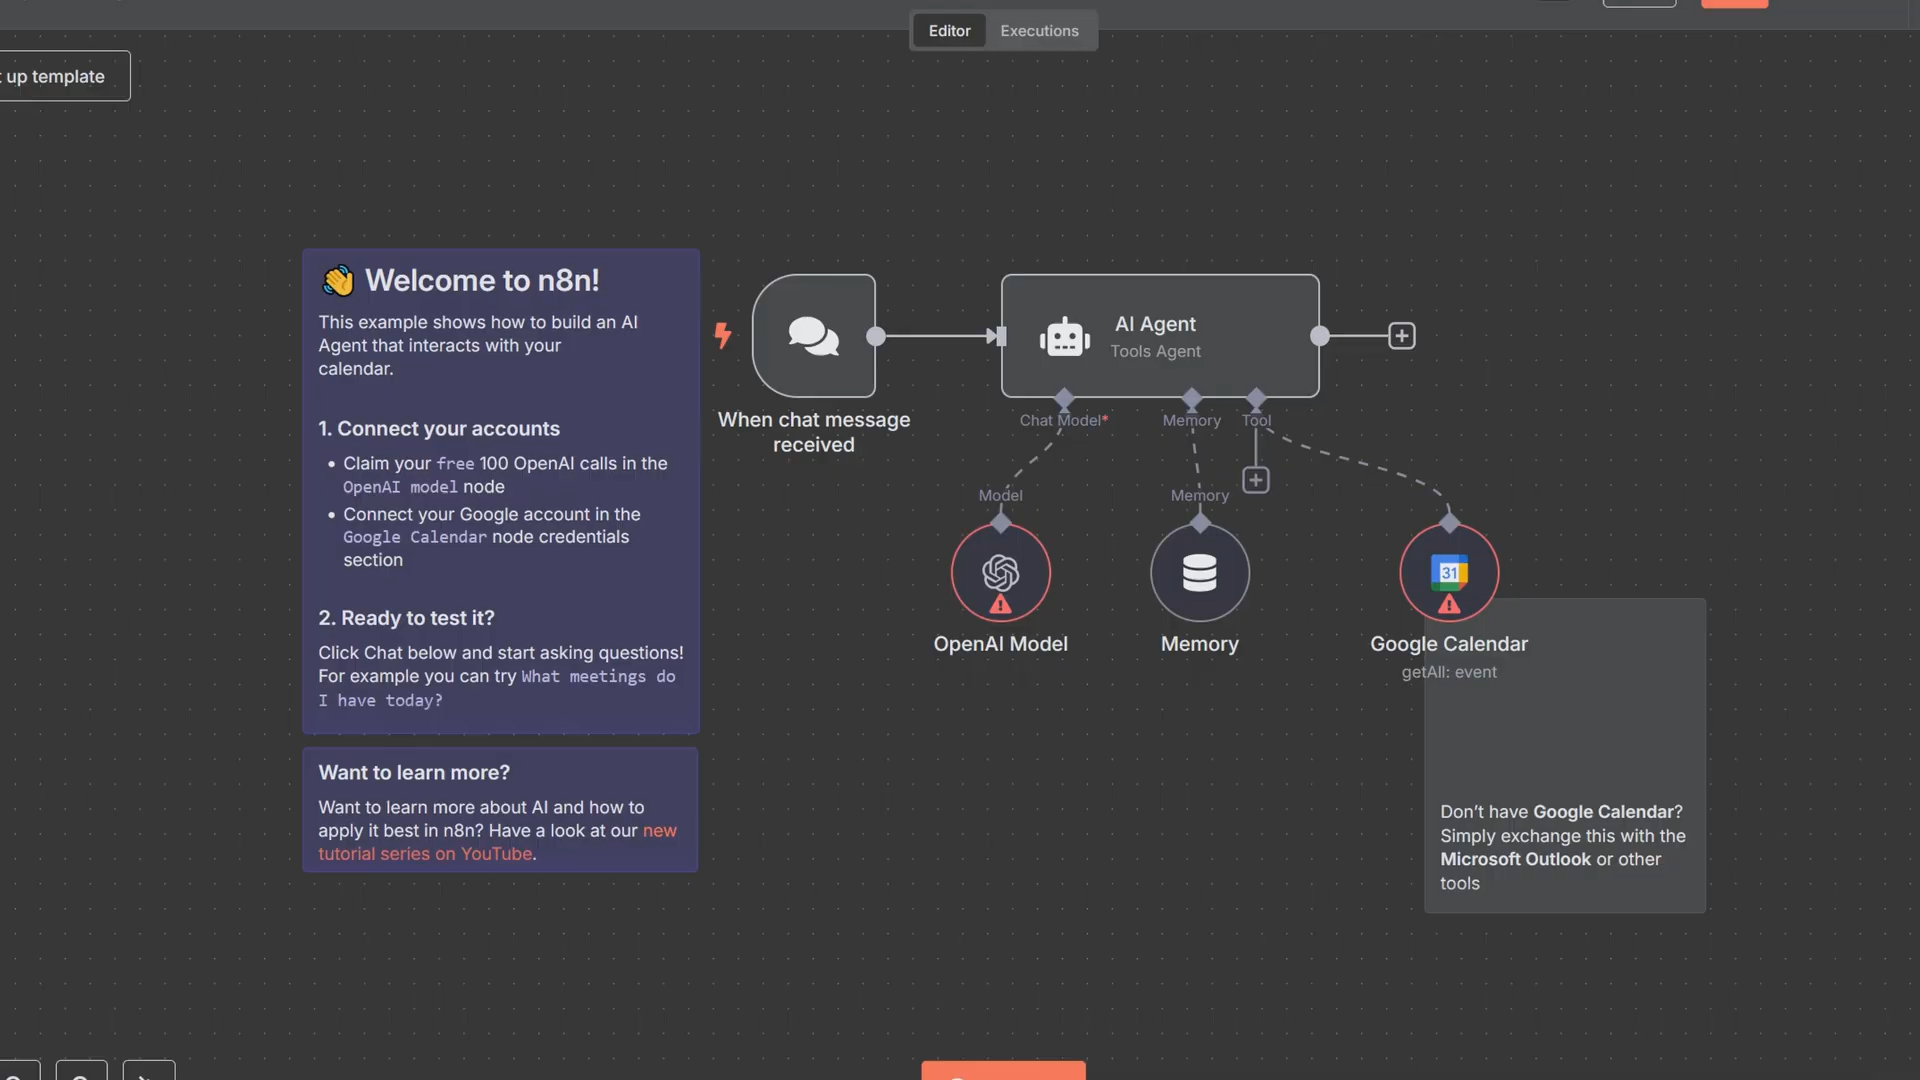 Editor
Executions
up template
👋 Welcome to n8n!
This example shows how to build an AI
Agent that interacts with your
calendar.
1. Connect your accounts
• Claim your free 100 OpenAI calls in the
OpenAI model node
• Connect your Google account in the
Google Calendar node credentials
section
2. Ready to test it?
Click Chat below and start asking questions!
For example you can try What meetings do
I have today?
Want to learn more?
Want to learn more about AI and how to
apply it best in n8n? Have a look at our new
tutorial series on YouTube.
When chat message
received
AI Agent
Tools Agent
Chat Model*
Memory
Tool
Model
Memory
31
OpenAI Model
Memory
Google Calendar
getAll: event
Don’t have Google Calendar?
Simply exchange this with the
Microsoft Outlook or other
tools